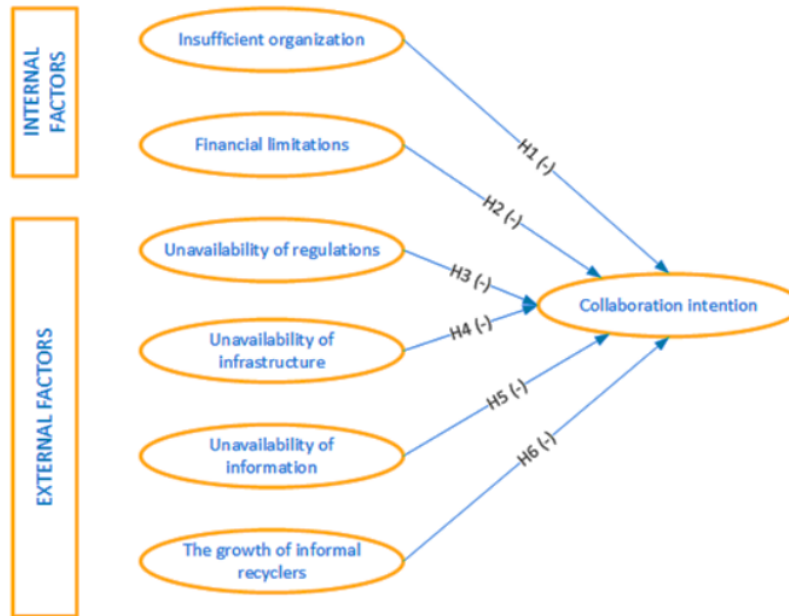 INTERNAL
FACTORS
Insufficient organization
Financial limitations
H1 (-)
H2 (-)
EXTERNAL FACTORS
Unavailability of regulations
H3 (-)
Collaboration intention
Unavailability of
infrastructure
H4 (-)
Unavailability of
information
H5 (-)
H6 (-)
The growth of informal
recyclers